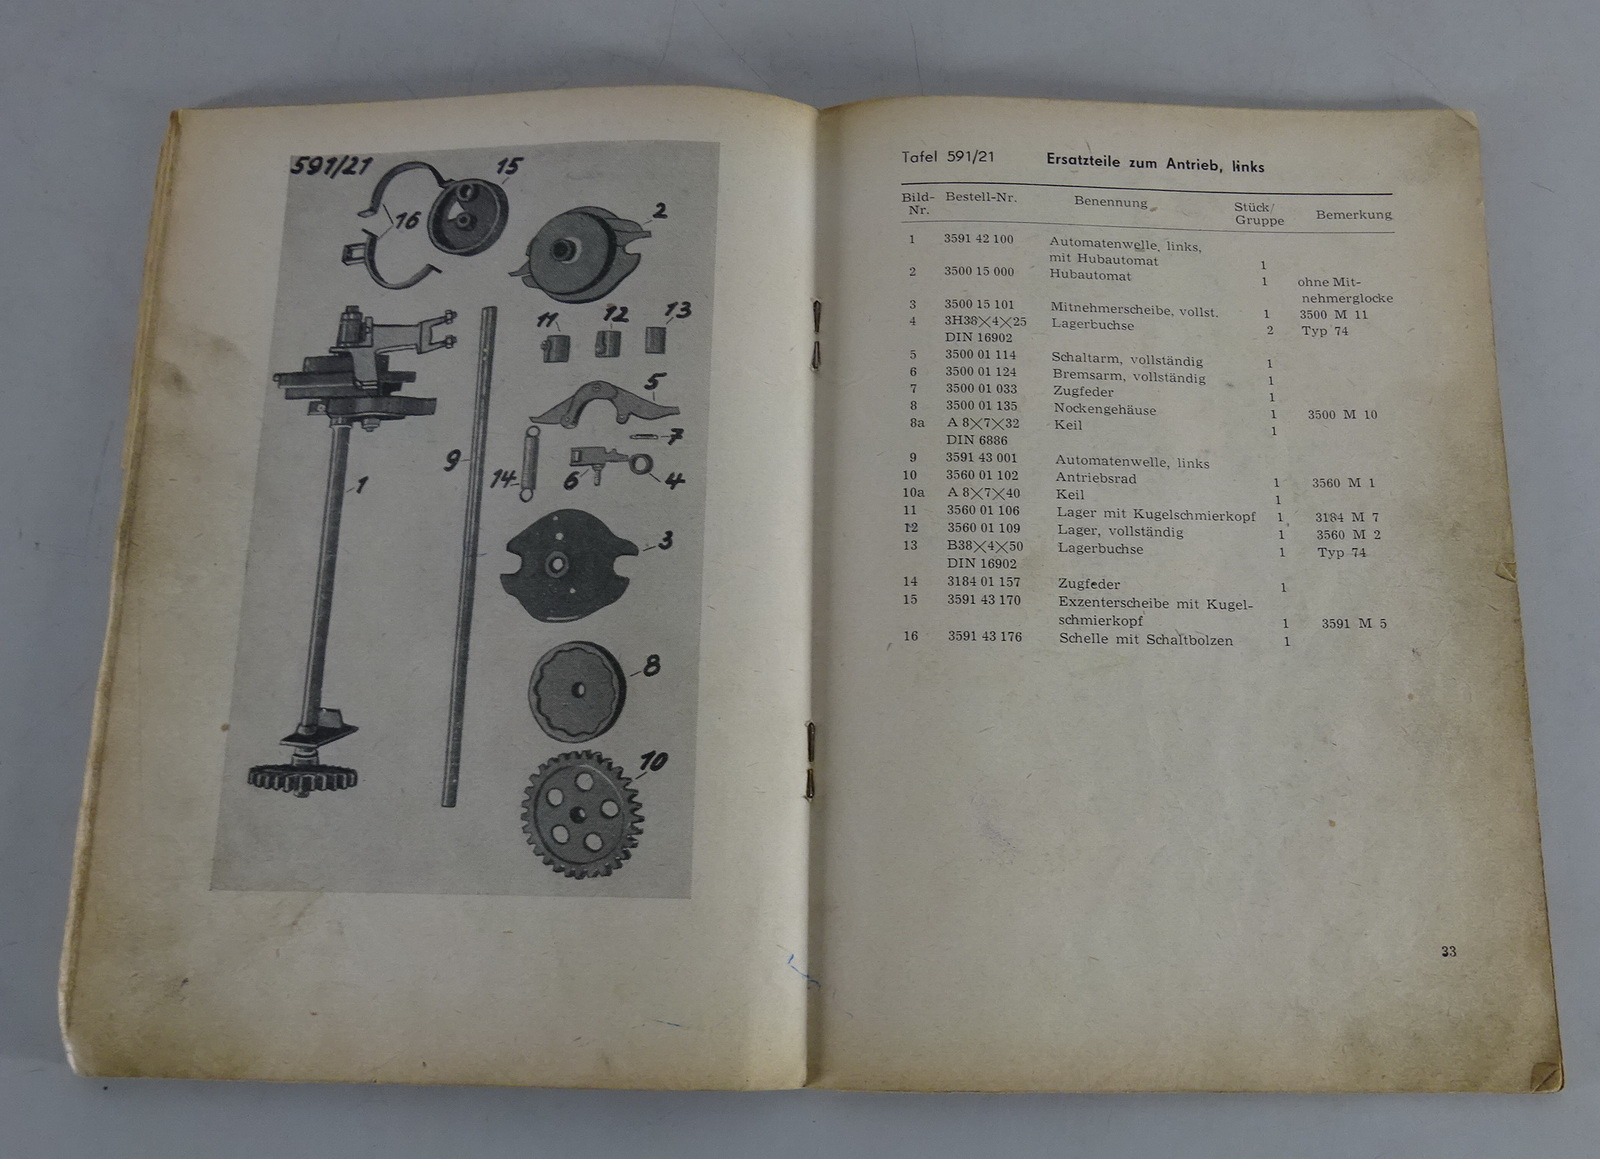 591/21
15
16
2
11
12
13
5
7
14
6
4
9
1
3
8
10
Tafel 591/21 Ersatzteile zum Antrieb, links
Bild-Nr. Bestell-Nr. Benennung Stück/Gruppe Bemerkung
1 3591 42 100 Automatenwelle, links,
mit Hubautomat 1
2 3500 15 000 Hubautomat 1 ohne Mit-
nehmerglocke
3 3500 15 101 Mitnehmerscheibe, vollst. 1 3500 M 11
4 3H38×4×25 Lagerbuchse 2 Typ 74
DIN 16902
5 3500 01 114 Schaltarm, vollständig 1
6 3500 01 124 Bremsarm, vollständig 1
7 3500 01 033 Zugfeder 1
8 3500 01 135 Nockengehäuse 1 3500 M 10
8a A 8×7×32 Keil 1
DIN 6886
9 3591 43 001 Automatenwelle, links
10 3560 01 102 Antriebsrad 1 3560 M 1
10a A 8×7×40 Keil 1
11 3560 01 106 Lager mit Kugelschmierkopf 1 3184 M 7
12 3560 01 109 Lager, vollständig 1 3560 M 2
13 B38×4×50 Lagerbuchse 1 Typ 74
DIN 16902
14 3184 01 157 Zugfeder 1
15 3591 43 170 Exzenterscheibe mit Kugel-
schmierkopf 1 3591 M 5
16 3591 43 176 Schelle mit Schaltbolzen 1
33